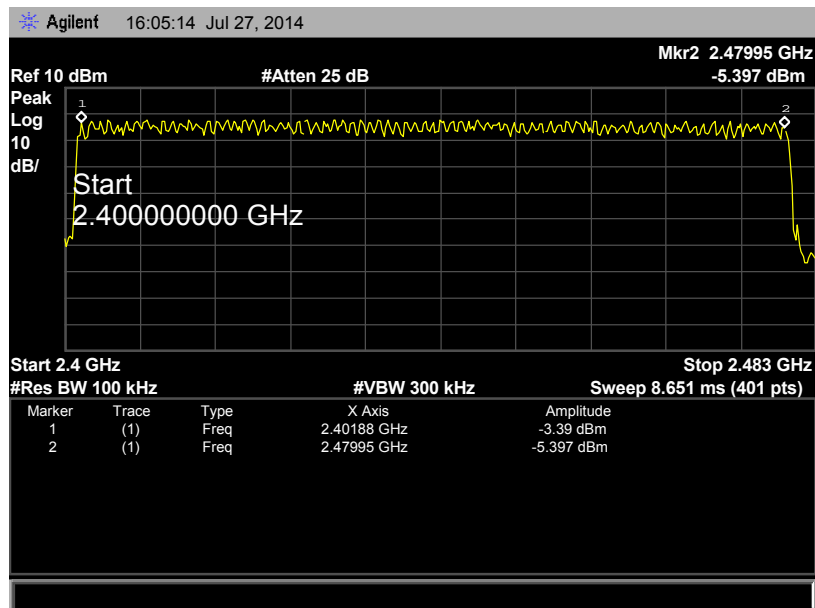 Agilent 16:05:14 Jul 27, 2014
Mkr2 2.47995 GHz
Ref 10 dBm #Atten 25 dB -5.397 dBm
Peak
Log
10
dB/
1
2
Start
2.400000000 GHz
Start 2.4 GHz Stop 2.483 GHz
#Res BW 100 kHz #VBW 300 kHz Sweep 8.651 ms (401 pts)
Marker Trace Type X Axis Amplitude
1 (1) Freq 2.40188 GHz -3.39 dBm
2 (1) Freq 2.47995 GHz -5.397 dBm